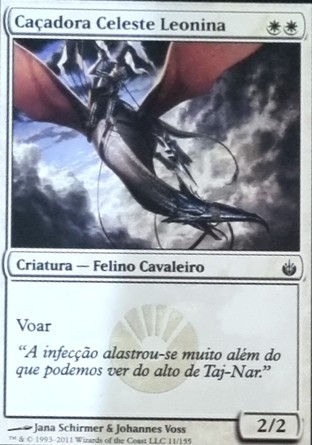 Caçadora Celeste Leonina
Criatura — Felino Cavaleiro
Voar
“A infecção alastrou-se muito além do
que podemos ver do alto de Taj-Nar.”
Jana Schirmer & Johannes Voss
™ & © 1993-2011 Wizards of the Coast LLC 11/155
2/2